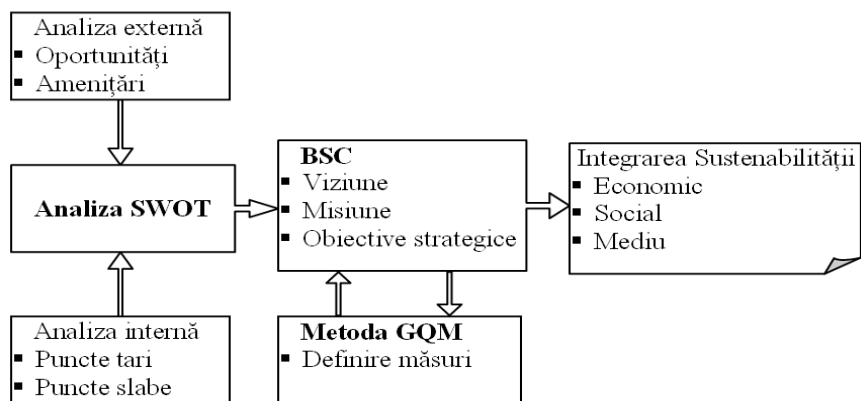 Analiza externă
▪ Oportunități
▪ Amenițări
Analiza SWOT
Analiza internă
▪ Puncte tari
▪ Puncte slabe
BSC
▪ Viziune
▪ Misiune
▪ Obiective strategice
Metoda GQM
▪ Definire măsuri
Integrarea Sustenabilității
▪ Economic
▪ Social
▪ Mediu